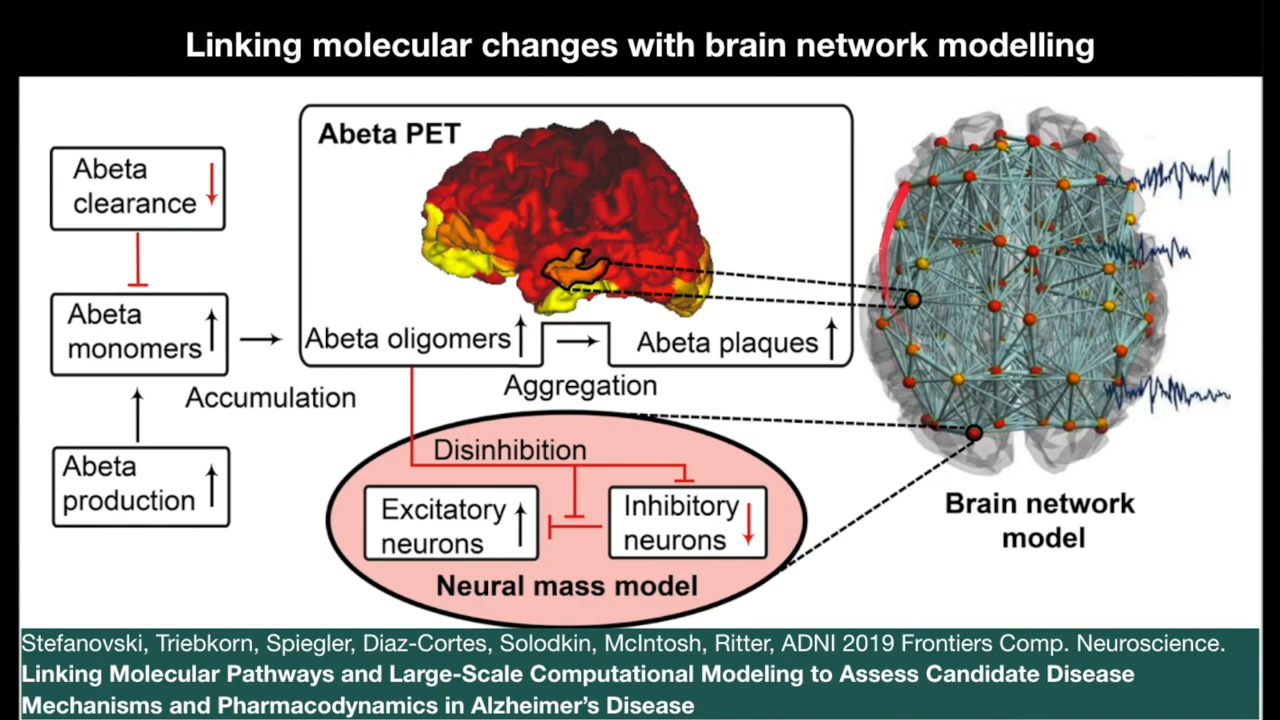 Linking molecular changes with brain network modelling
Abeta PET
Abeta
clearance
Abeta
monomers
Accumulation
Abeta
production
Abeta oligomers
Abeta plaques
Aggregation
Disinhibition
Excitatory
neurons
Inhibitory
neurons
Neural mass model
Brain network
model
Stefanovski, Triebkorn, Spiegler, Diaz-Cortes, Solodkin, McIntosh, Ritter, ADNI 2019 Frontiers Comp. Neuroscience.
Linking Molecular Pathways and Large-Scale Computational Modeling to Assess Candidate Disease
Mechanisms and Pharmacodynamics in Alzheimer’s Disease